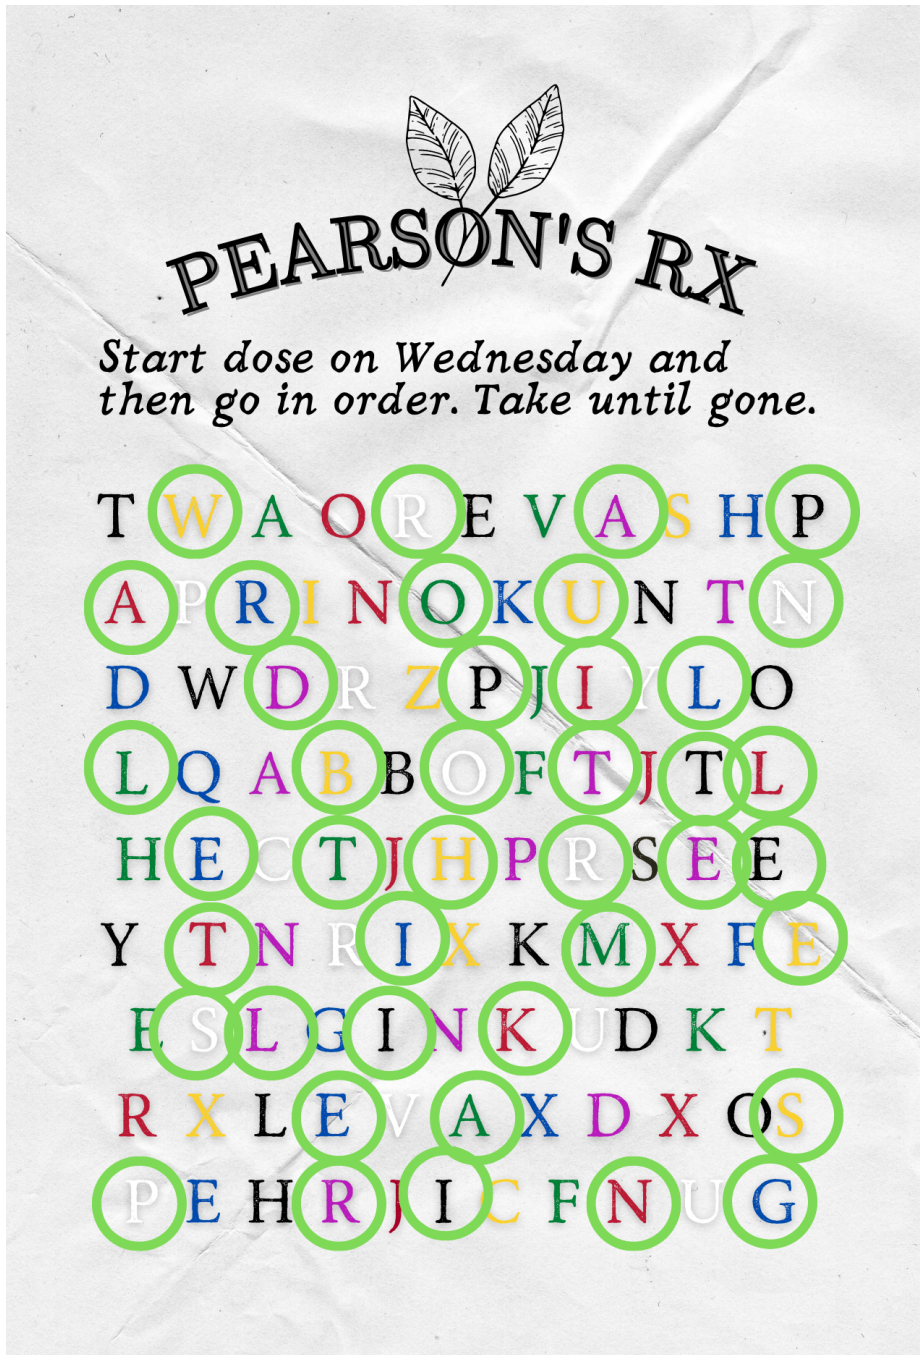 PEARSON'S RX
Start dose on Wednesday and
then go in order. Take until gone.
T W A O R E V A S H P
A P R I N O K U N T N
D W D R Z P J I Y L O
L Q A B B O F T J T L
H E C T J H P R S E E
Y T N R I X K M X F E
E S L G I N K U D K T
R X L E V A X D X O S
P E H R J I C F N U G